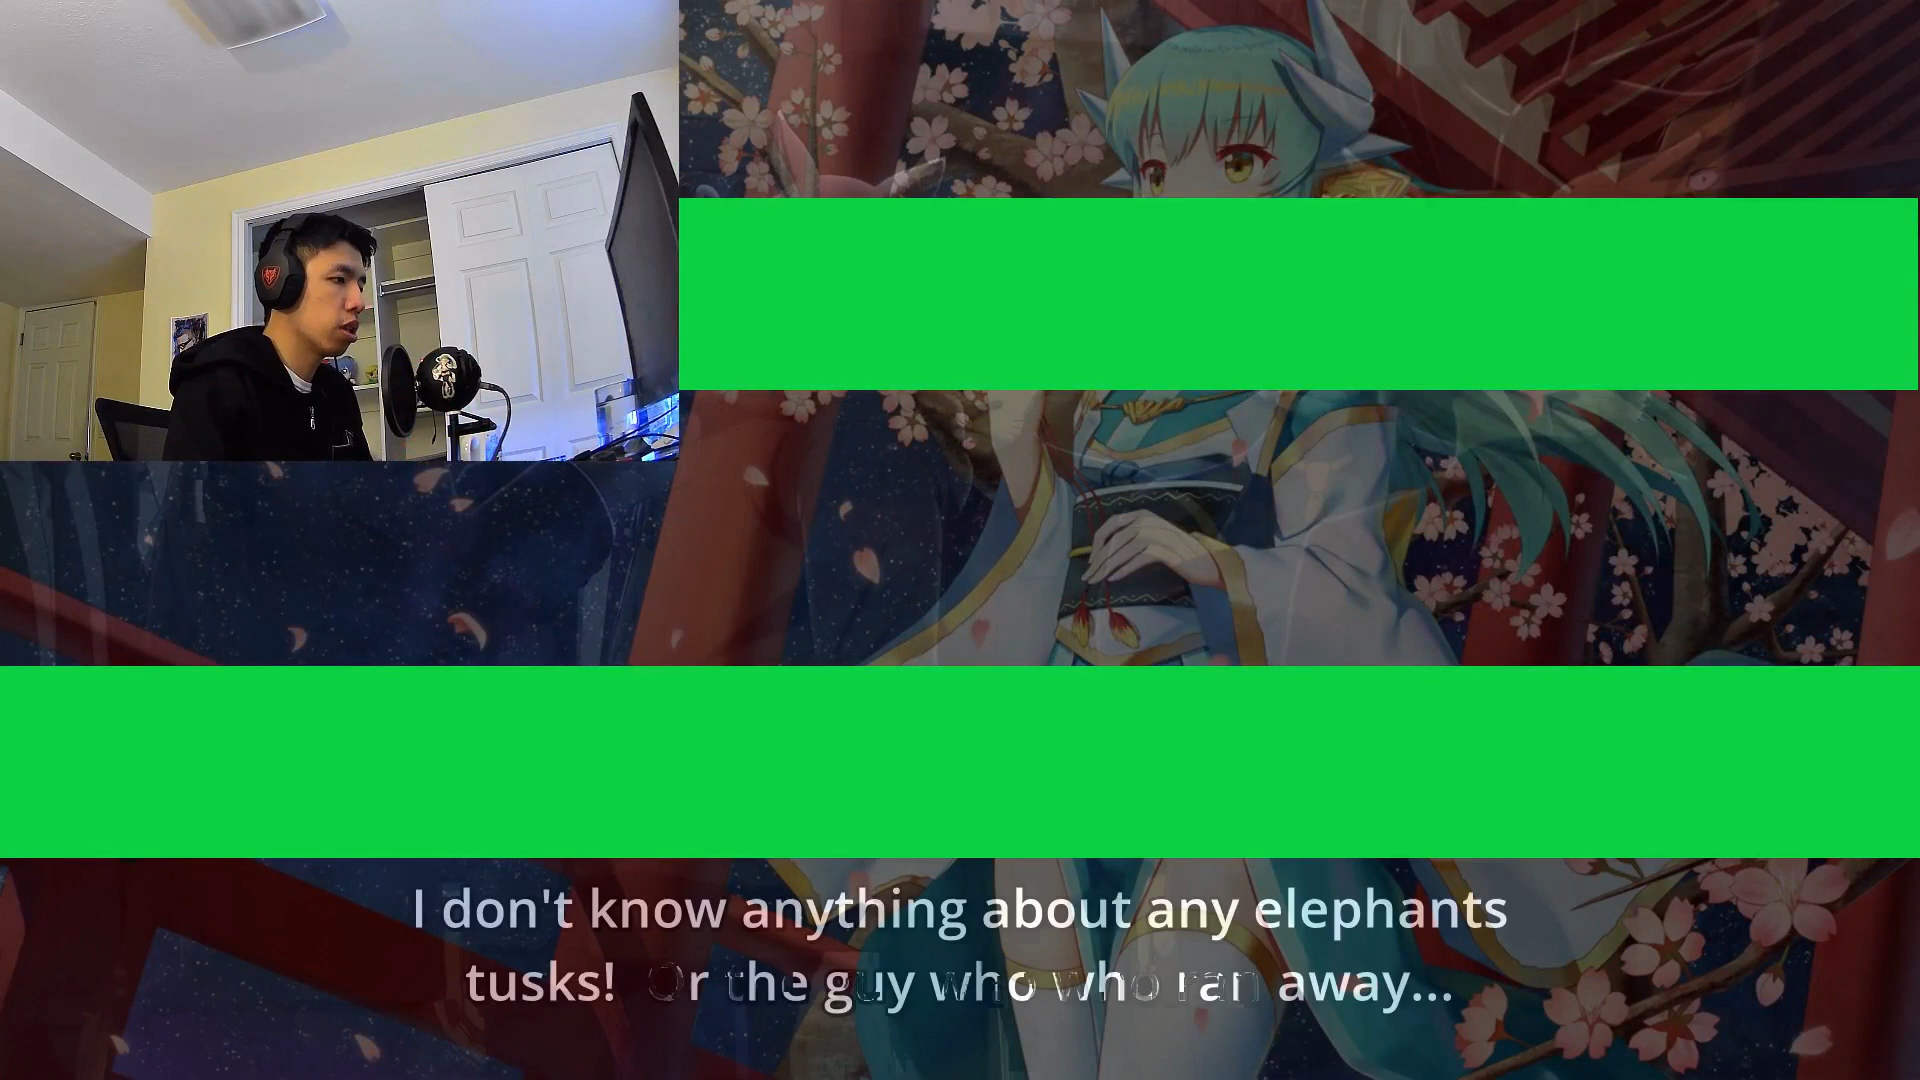 I don't know anything about any elephants
tusks! Or the guy who who ran away...